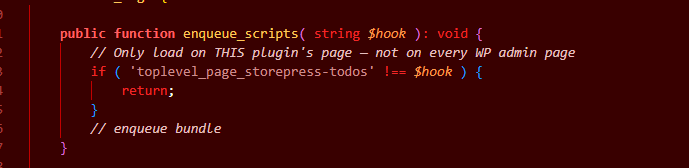 public function enqueue_scripts( string $hook ): void {
// Only load on THIS plugin's page — not on every WP admin page
if ( 'toplevel_page_storepress-todos' !== $hook ) {
return;
}
// enqueue bundle
}